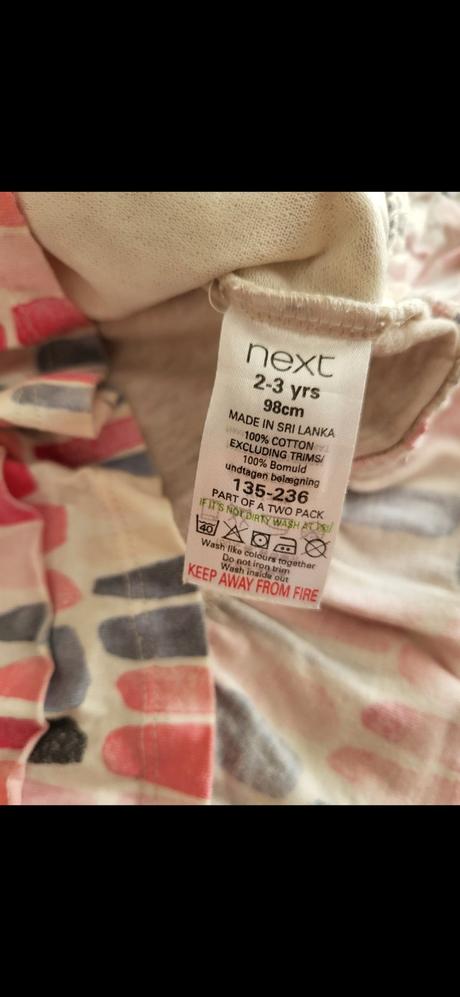 next
2-3 yrs
98cm
MADE IN SRI LANKA
100% COTTON
EXCLUDING TRIMS/
100% Bomuld
undtagen belægning
135-236
PART OF A TWO PACK
IF IT'S NOT DIRTY WASH AT 30°
40
Wash like colours together
Do not iron trim
Wash inside out
KEEP AWAY FROM FIRE